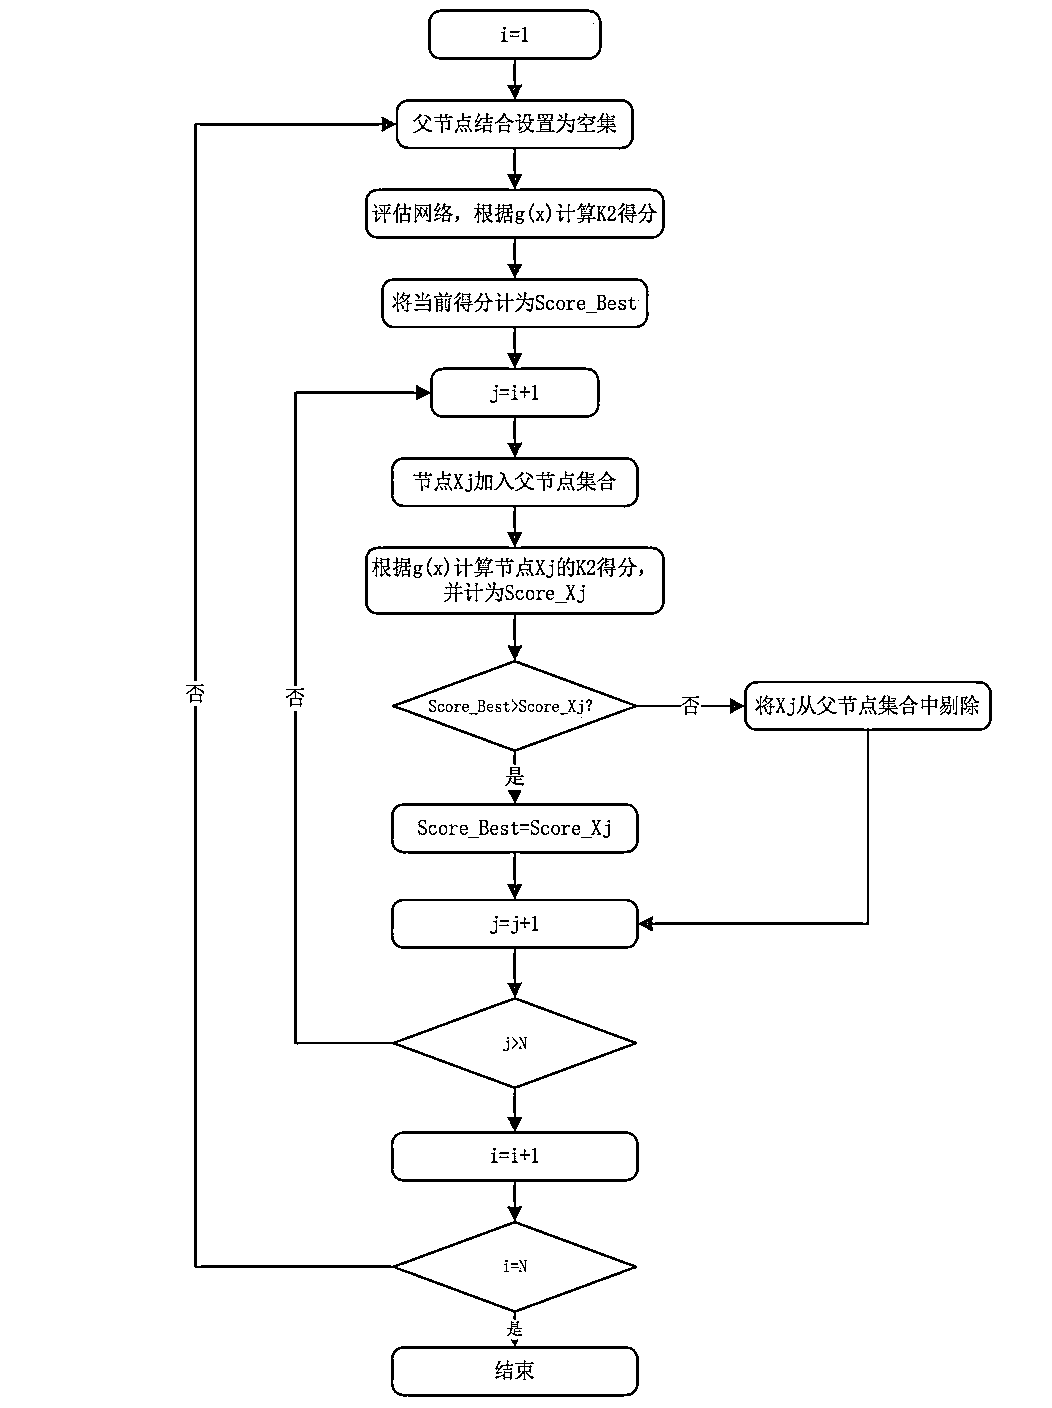 i=1
父节点结合设置为空集
评估网络，根据g(x)计算K2得分
将当前得分计为Score_Best
j=i+1
节点Xj加入父节点集合
根据g(x)计算节点Xj的K2得分，
并计为Score_Xj
否
否
Score_Best>Score_Xj?
否
将Xj从父节点集合中剔除
是
Score_Best=Score_Xj
j=j+1
j>N
i=i+1
i=N
是
结束